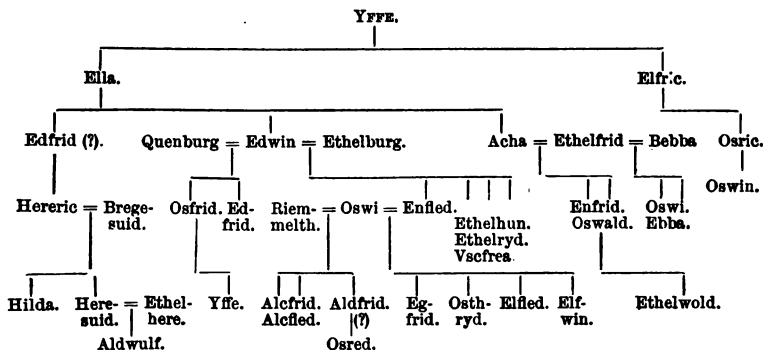 YFFE.
Ella. Elfric.
Edfrid (?). Quenburg = Edwin = Ethelburg. Acha = Ethelfrid = Bebba Osric.
Oswin.
Hereric = Brege- Osfrid. Ed- Riem- = Oswi = Enfled. Enfrid. Oswi.
suid. frid. melth. Ethelhun. Oswald. Ebba.
Ethelryd.
Vscfrea.
Hilda. Here- = Ethel- Yffe. Alcfrid. Aldfrid. Eg- Osth- Elfled. Elf- Ethelwold.
suid. here. Alcfled. (?) frid. ryd. win.
Aldwulf. Osred.